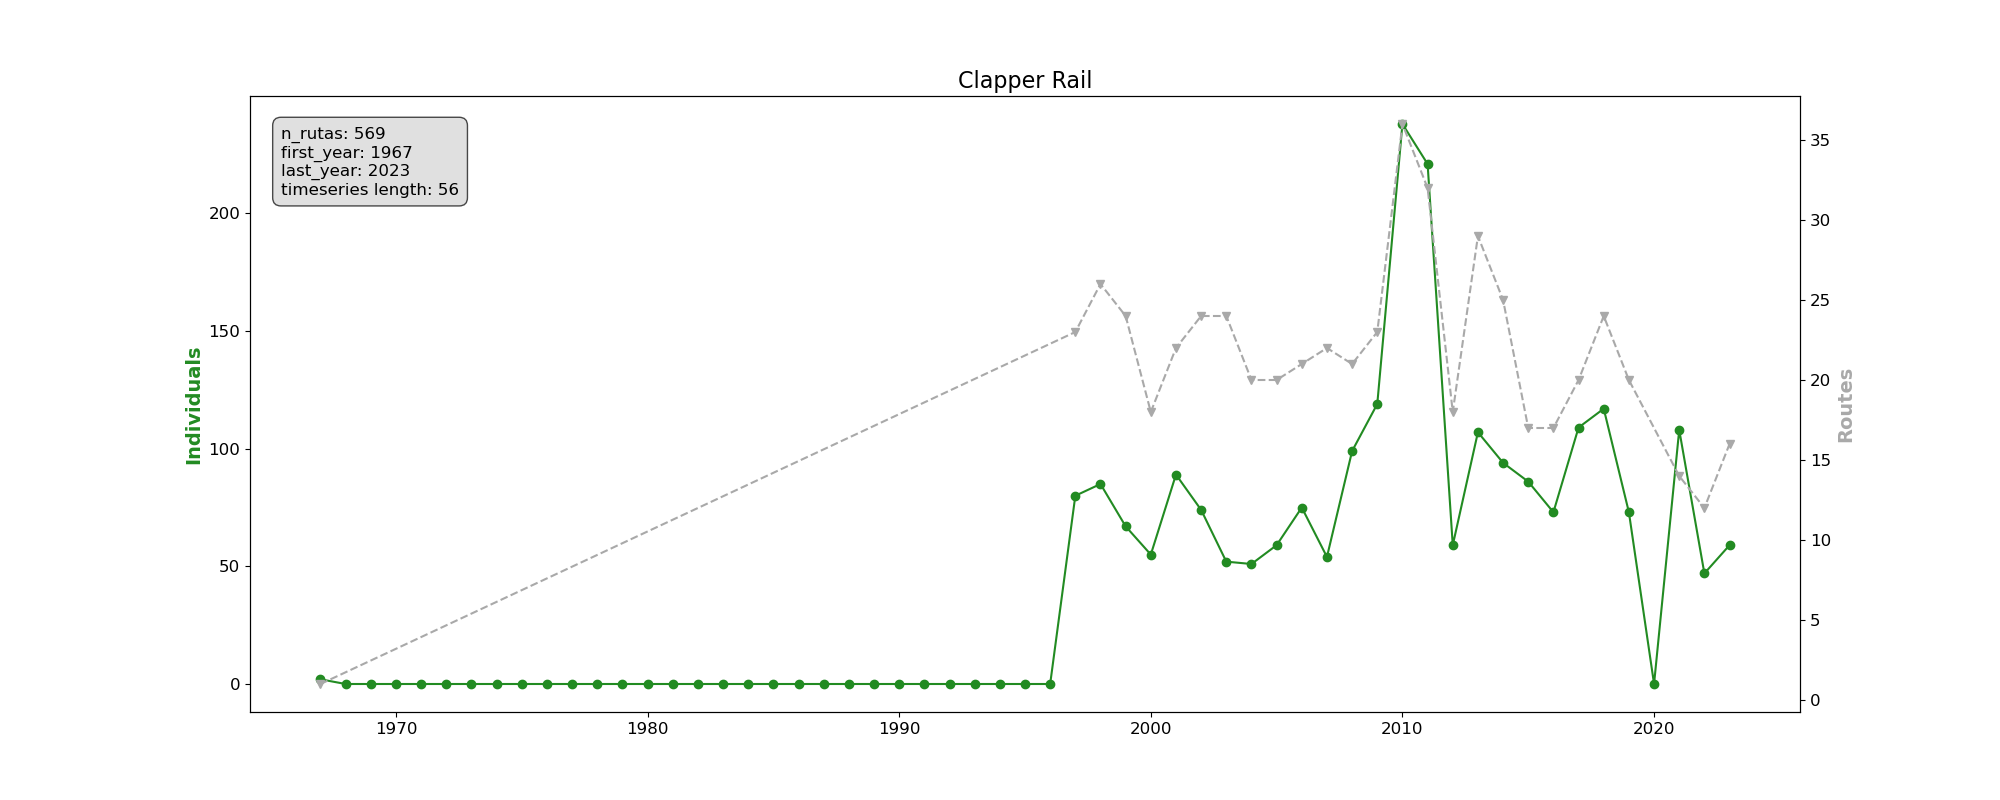 Clapper Rail
n_rutas: 569
first_year: 1967
last_year: 2023
timeseries length: 56
Individuals
200
150
100
50
0
35
30
25
20
15
10
5
0
Routes
1970
1980
1990
2000
2010
2020